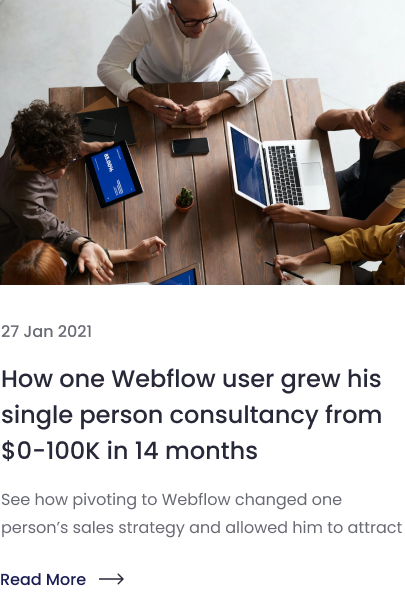 27 Jan 2021
How one Webflow user grew his
single person consultancy from
$0-100K in 14 months
See how pivoting to Webflow changed one
person’s sales strategy and allowed him to attract
Read More